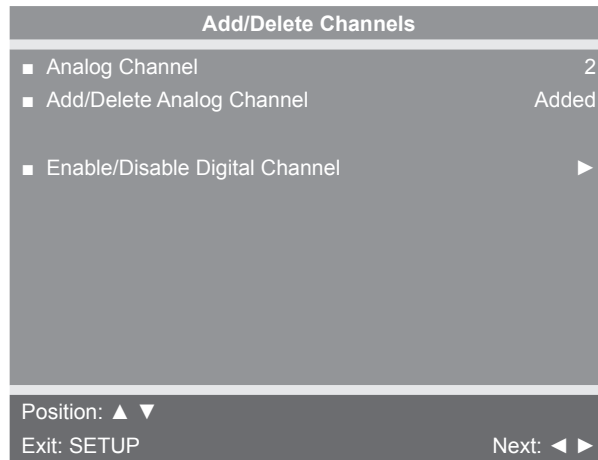 Add/Delete Channels
■ Analog Channel 2
■ Add/Delete Analog Channel Added
■ Enable/Disable Digital Channel ►
Position: ▲ ▼
Exit: SETUP Next: ◄ ►